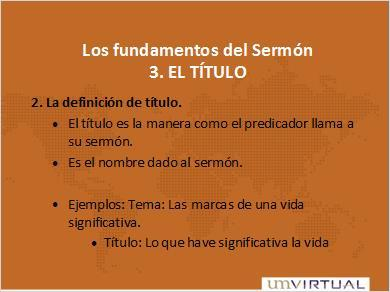 Los fundamentos del Sermón
3. EL TÍTULO
2. La definición de título.
• El título es la manera como el predicador llama a
su sermón.
• Es el nombre dado al sermón.
• Ejemplos: Tema: Las marcas de una vida
significativa.
• Título: Lo que have significativa la vida
UMVIRTUAL